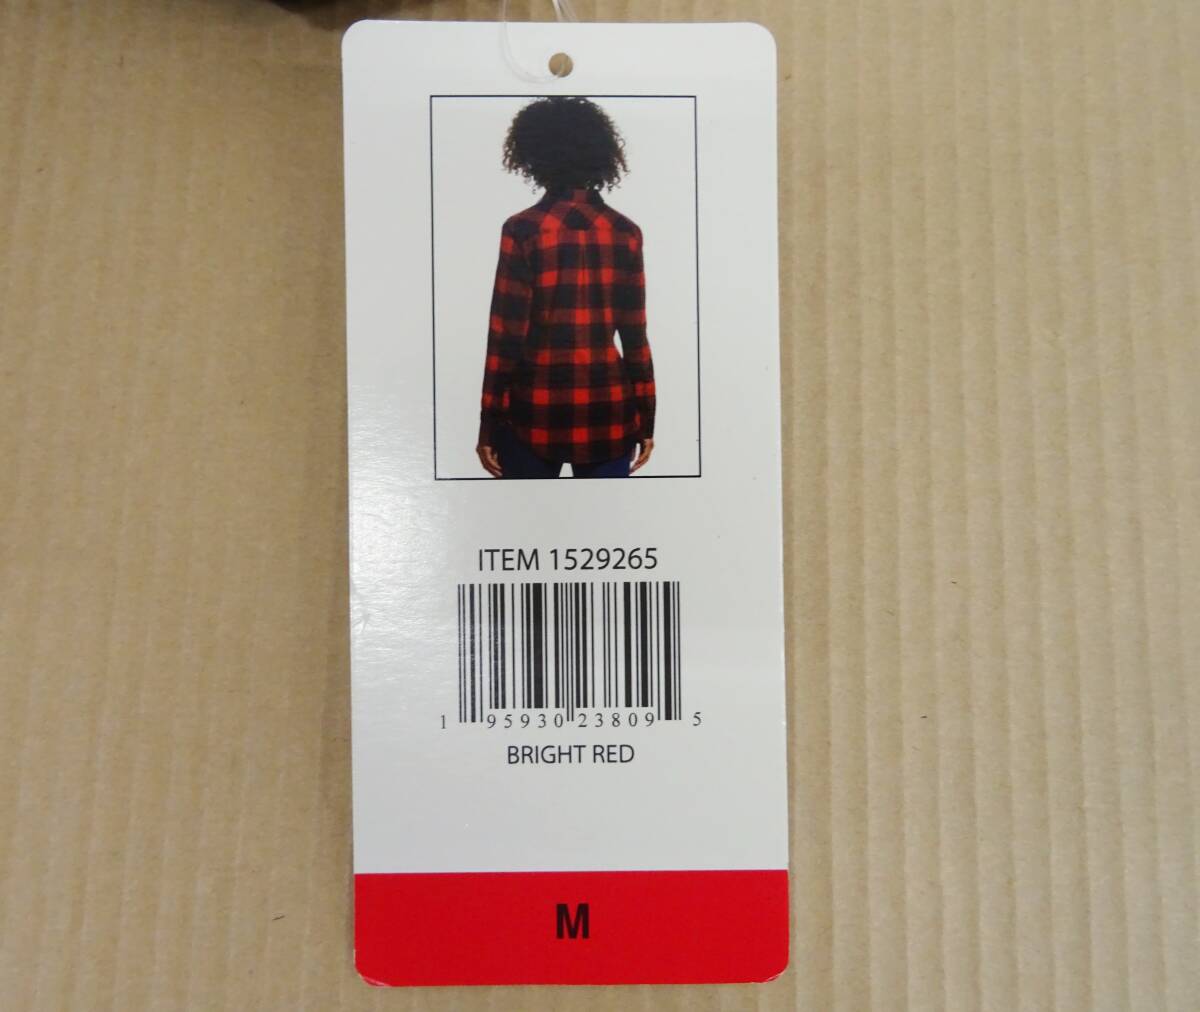 ITEM 1529265
1 95930 23809 5
BRIGHT RED
M